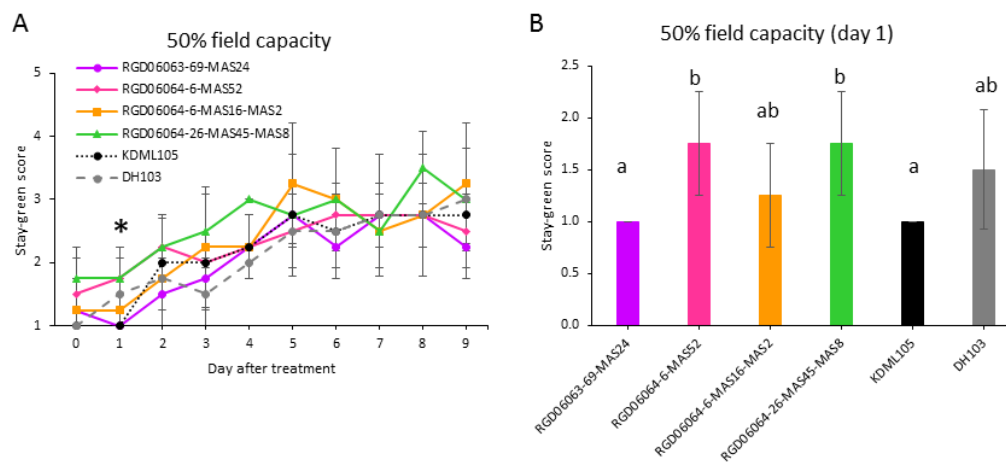 A
50% field capacity
RGD06063-69-MAS24
RGD06064-6-MAS52
RGD06064-6-MAS16-MAS2
RGD06064-26-MAS45-MAS8
KDML105
DH103
Stay-green score
5
4
3
2
1
*
0 1 2 3 4 5 6 7 8 9
Day after treatment
B
50% field capacity (day 1)
Stay-green score
2.5
2.0
1.5
1.0
0.5
0.0
a b ab b a ab
RGD06063-69-MAS24
RGD06064-6-MAS52
RGD06064-6-MAS16-MAS2
RGD06064-26-MAS45-MAS8
KDML105
DH103